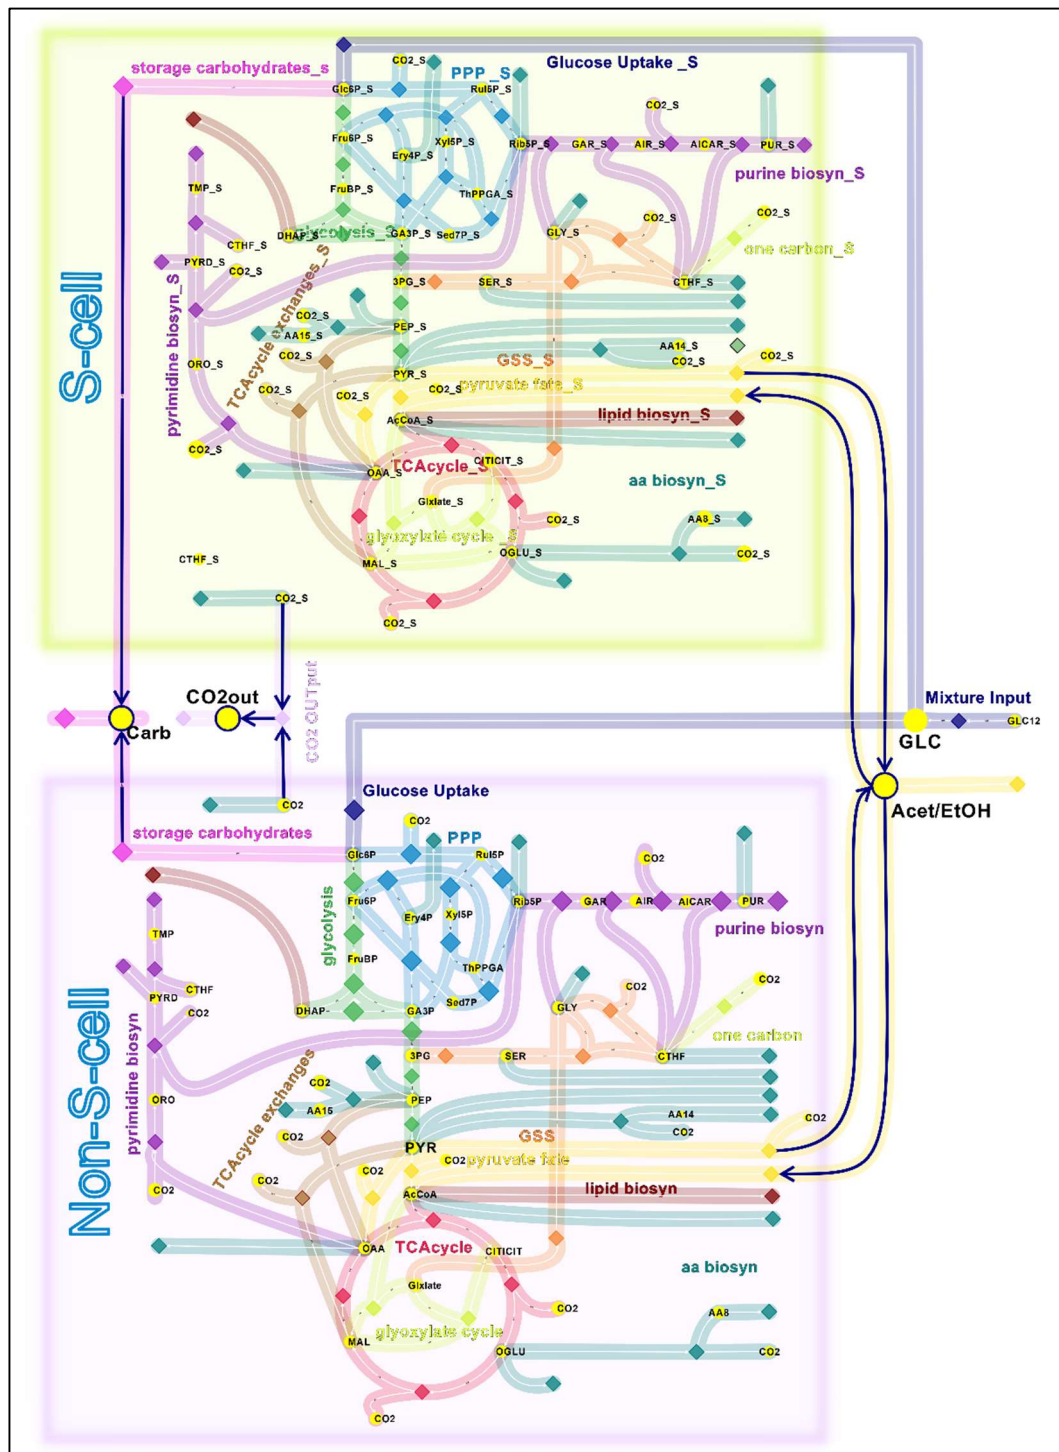 CO2_S
Glucose Uptake _S
storage carbohydrates_s
PPP _S
Glc6P_S
Rul5P_S
CO2_S
Fru6P_S
Xyl5P_S
Rib5P_S
GAR_S
AIR_S
AICAR_S
PUR_S
Ery4P_S
purine biosyn_S
TMP_S
FruBP_S
ThPPGA_S
CO2_S
CO2_S
DHAP_S
glycolysis_S
GA3P_S
Sed7P_S
GLY_S
CTHF_S
one carbon_S
PYRD_S
CO2_S
3PG_S
SER_S
CTHF_S
S-cell
pyrimidine biosyn_S
TCAcycle exchanges_S
CO2_S
PEP_S
AA15_S
AA14_S
CO2_S
GSS_S
CO2_S
CO2_S
ORO_S
PYR_S
pyruvate fate_S
CO2_S
CO2_S
CO2_S
AcCoA_S
lipid biosyn_S
CO2_S
OAA_S
TCAcycle_S
CITICIT_S
aa biosyn_S
Glxlate_S
CO2_S
AA8_S
glyoxylate cycle _S
OGLU_S
CO2_S
CTHF_S
MAL_S
CO2_S
CO2_S
CO2 OUTput
CO2out
Mixture Input
Carb
GLC12
GLC
Glucose Uptake
Acet/EtOH
CO2
CO2
storage carbohydrates
PPP
Glc6P
Rul5P
CO2
glycolysis
Fru6P
Rib5P
GAR
AIR
AICAR
PUR
Ery4P
Xyl5P
purine biosyn
TMP
FruBP
ThPPGA
CO2
CO2
PYRD
CTHF
Sed7P
CO2
DHAP
GA3P
GLY
one carbon
3PG
SER
CTHF
Non-S-cell
pyrimidine biosyn
TCAcycle exchanges
CO2
ORO
PEP
AA15
AA14
CO2
CO2
GSS
CO2
PYR
CO2
pyruvate fate
CO2
CO2
CO2
AcCoA
lipid biosyn
OAA
TCAcycle
CITICIT
aa biosyn
Glxlate
CO2
AA8
glyoxylate cycle
MAL
OGLU
CO2
CO2